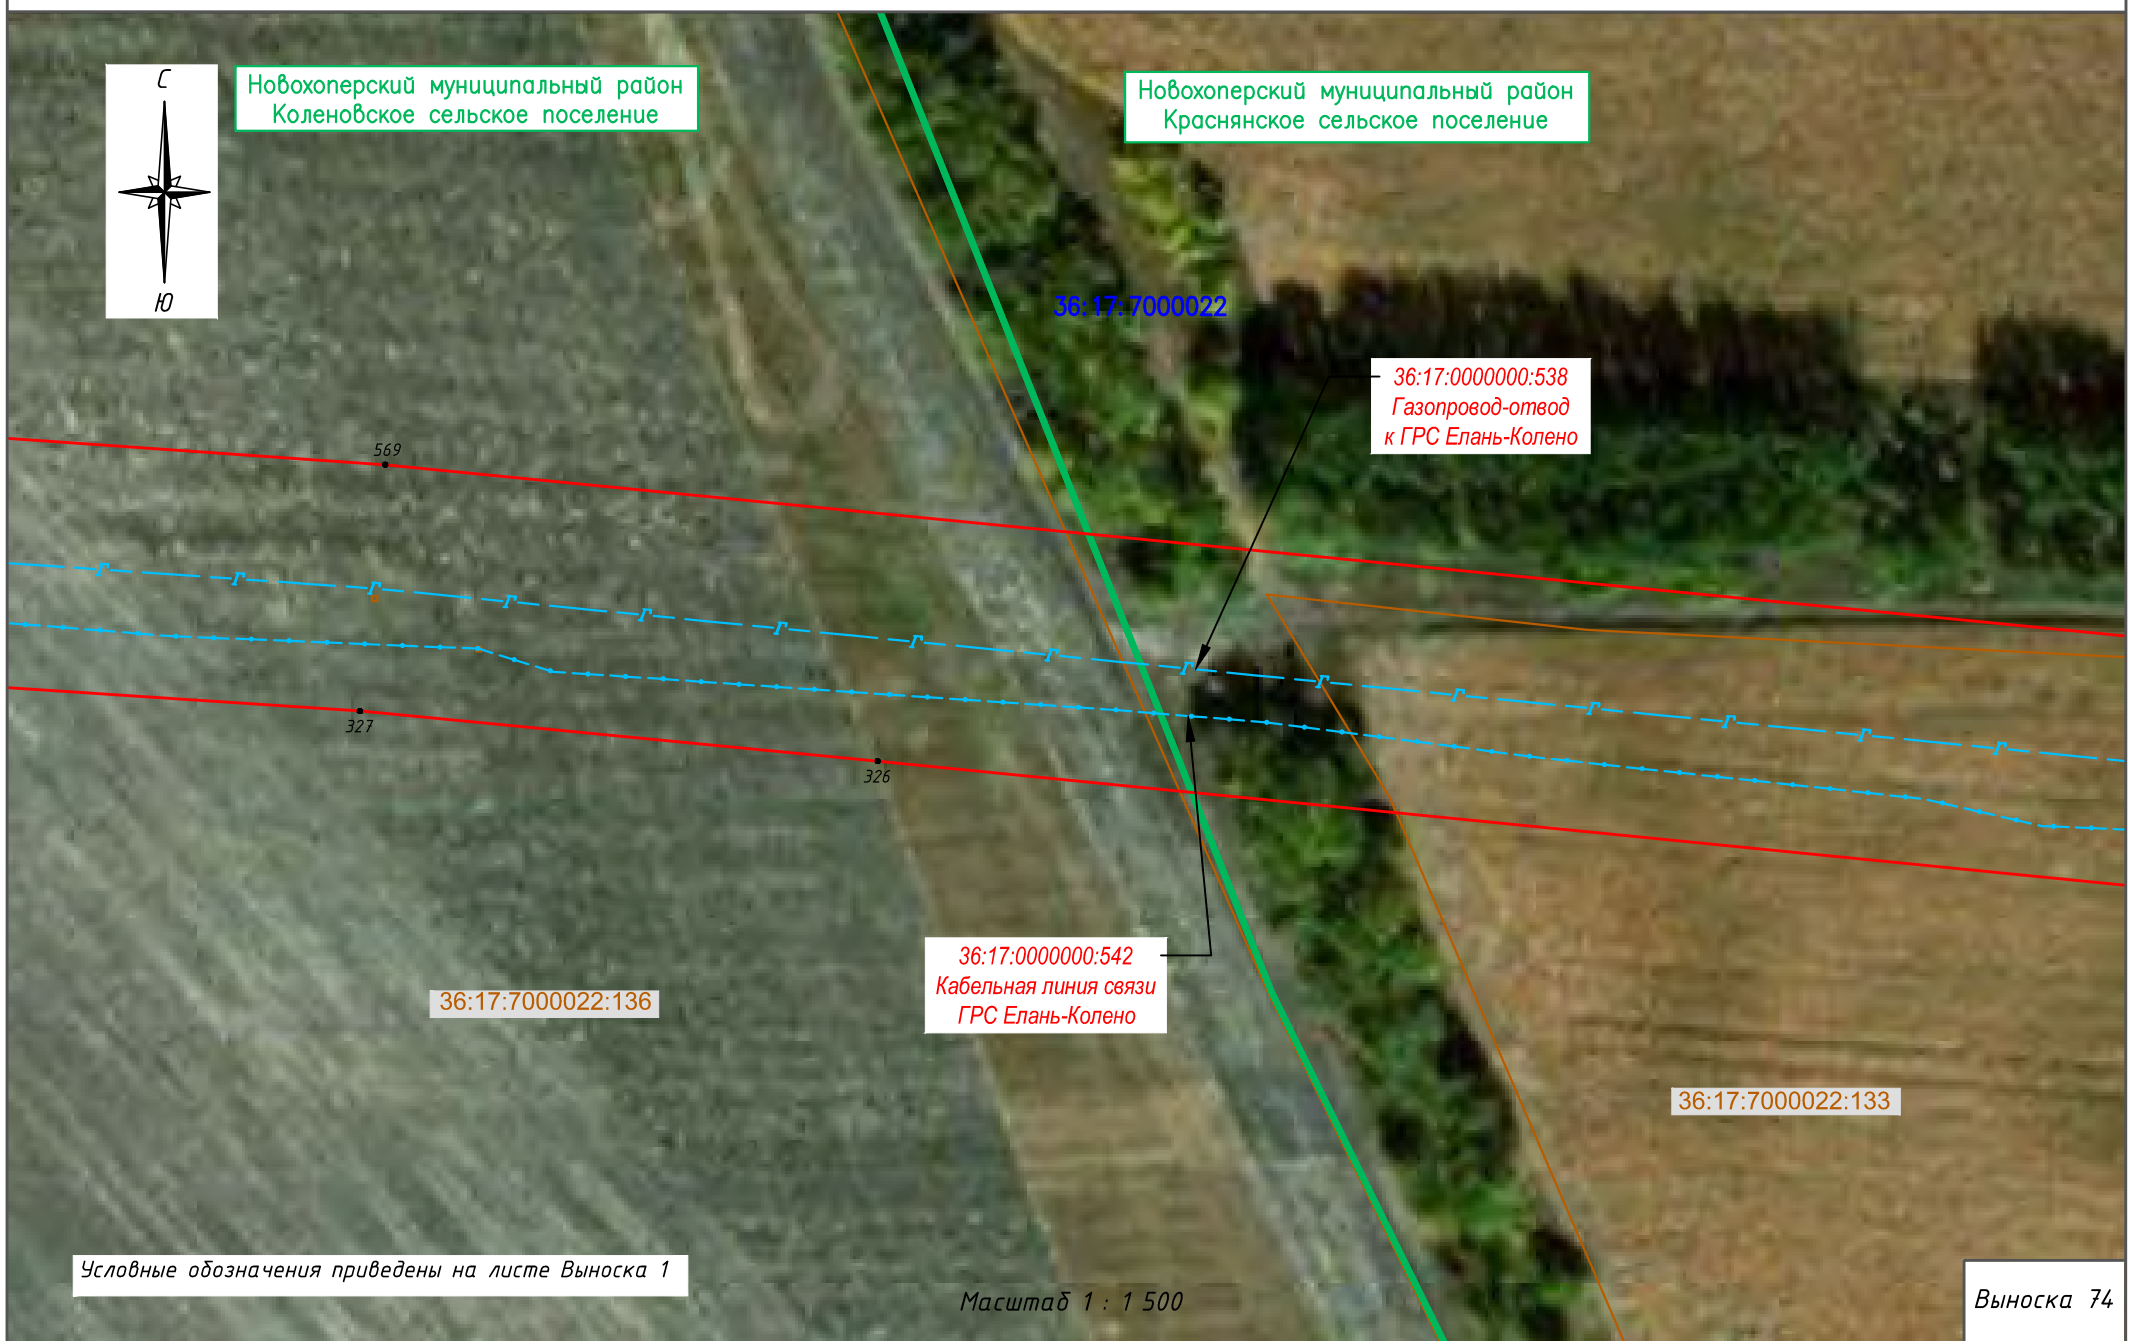 С
Ю
Новохоперский муниципальный район
Коленовское сельское поселение
Новохоперский муниципальный район
Краснянское сельское поселение
36:17:7000022
36:17:0000000:538
Газопровод-отвод
к ГРС Елань-Колено
569
Г Г Г Г Г Г Г Г Г Г Г Г Г Г Г
327
326
36:17:0000000:542
Кабельная линия связи
ГРС Елань-Колено
36:17:7000022:136
36:17:7000022:133
Условные обозначения приведены на листе Выноска 1
Масштаб 1 : 1 500
Выноска 74